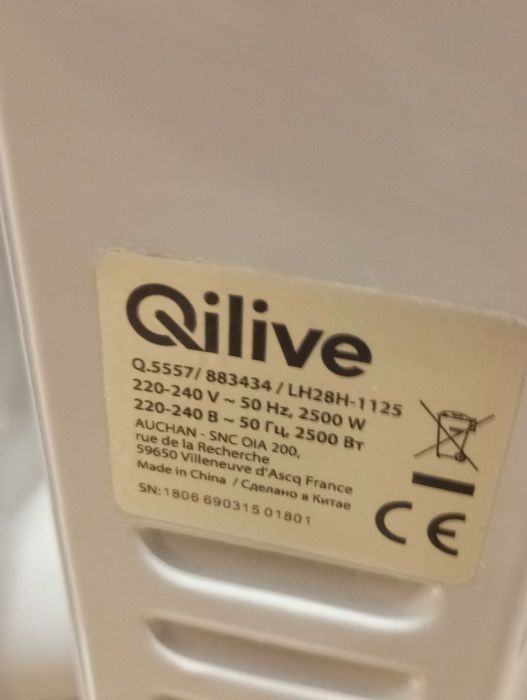 Qilive
Q.5557/ 883434 / LH28H-1125
220-240 V ~ 50 Hz, 2500 W
220-240 В ~ 50 Гц, 2500 Вт
AUCHAN - SNC OIA 200,
rue de la Recherche
59650 Villeneuve d'Ascq France
Made in China / Сделано в Китае
SN: 1806 690315 01801
CE